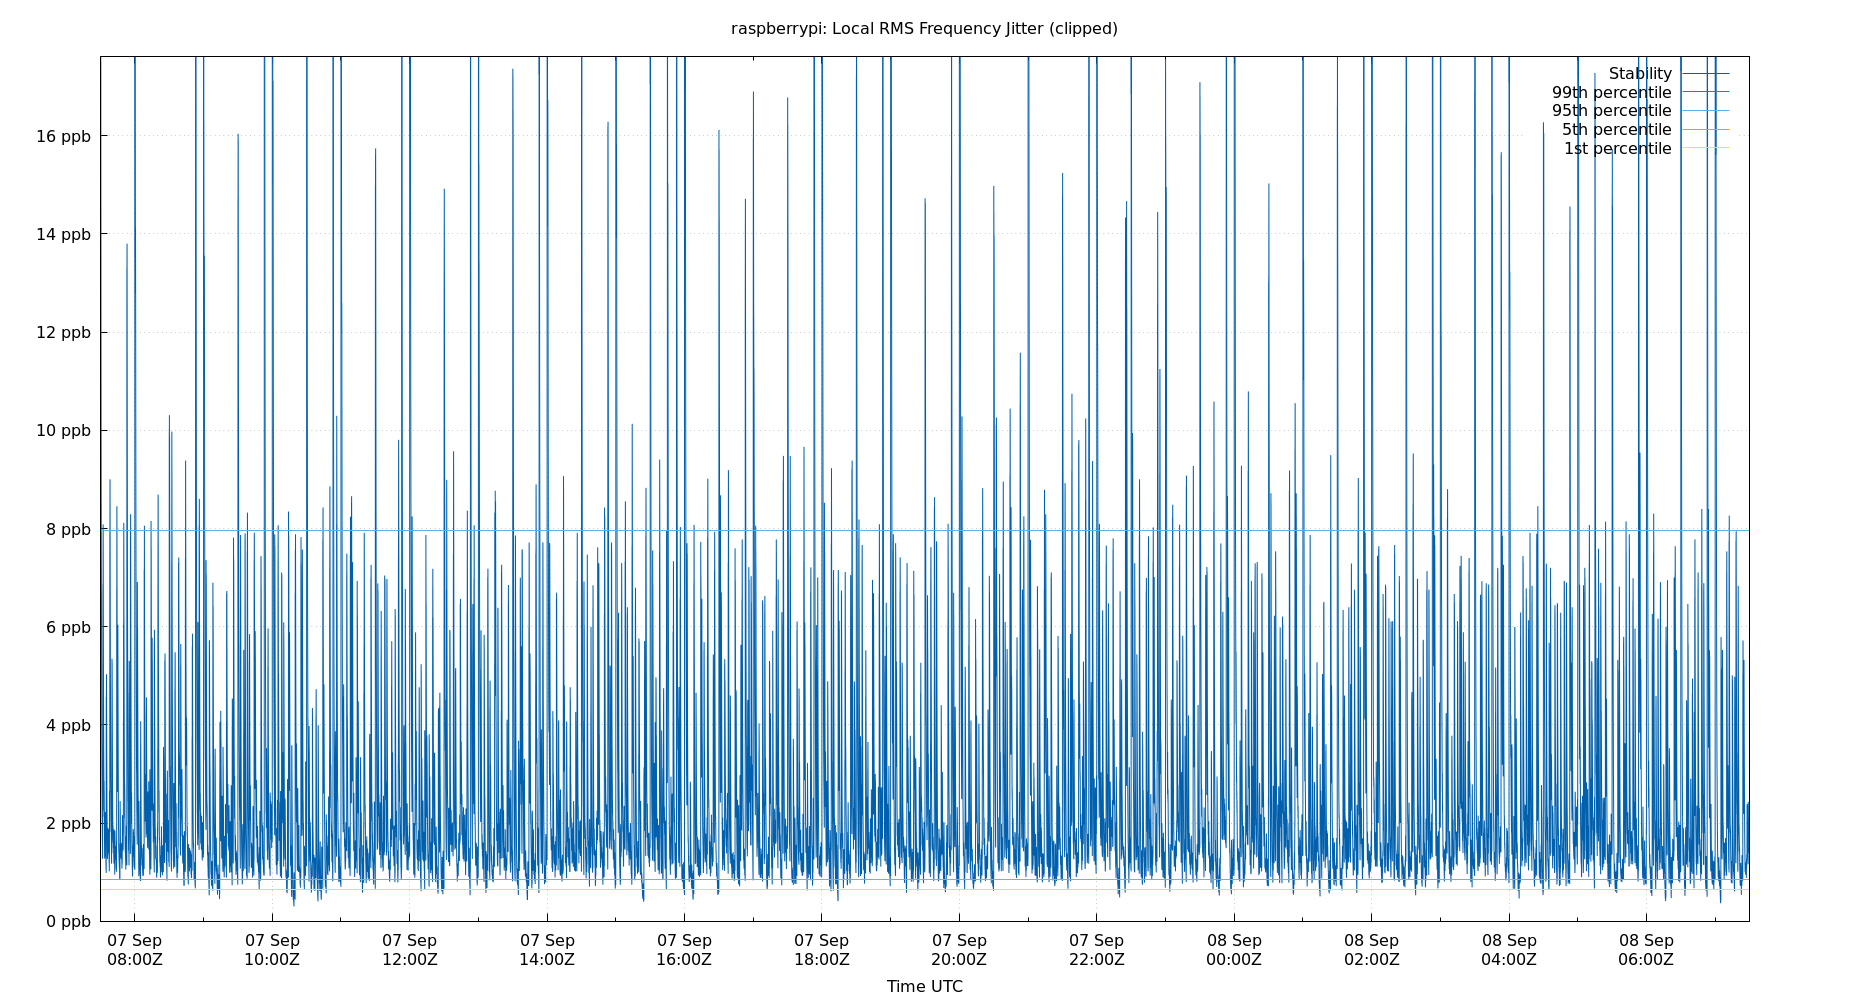 raspberrypi: Local RMS Frequency Jitter (clipped)
Stability
99th percentile
95th percentile
5th percentile
1st percentile
16 ppb
14 ppb
12 ppb
10 ppb
8 ppb
6 ppb
4 ppb
2 ppb
0 ppb
07 Sep 07 Sep 07 Sep 07 Sep 07 Sep 07 Sep 07 Sep 07 Sep 08 Sep 08 Sep 08 Sep 08 Sep
08:00Z 10:00Z 12:00Z 14:00Z 16:00Z 18:00Z 20:00Z 22:00Z 00:00Z 02:00Z 04:00Z 06:00Z
Time UTC